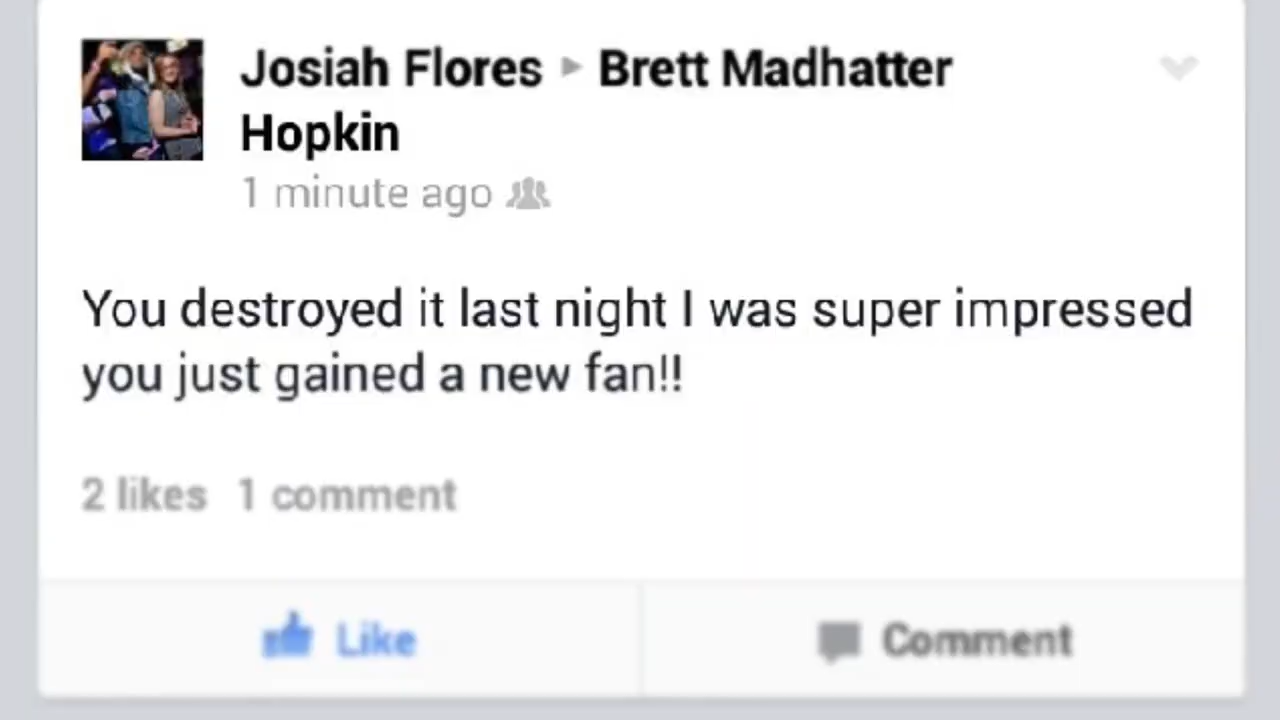 Josiah Flores ▸ Brett Madhatter
Hopkin
1 minute ago
You destroyed it last night I was super impressed
you just gained a new fan!!
2 likes 1 comment
Like Comment